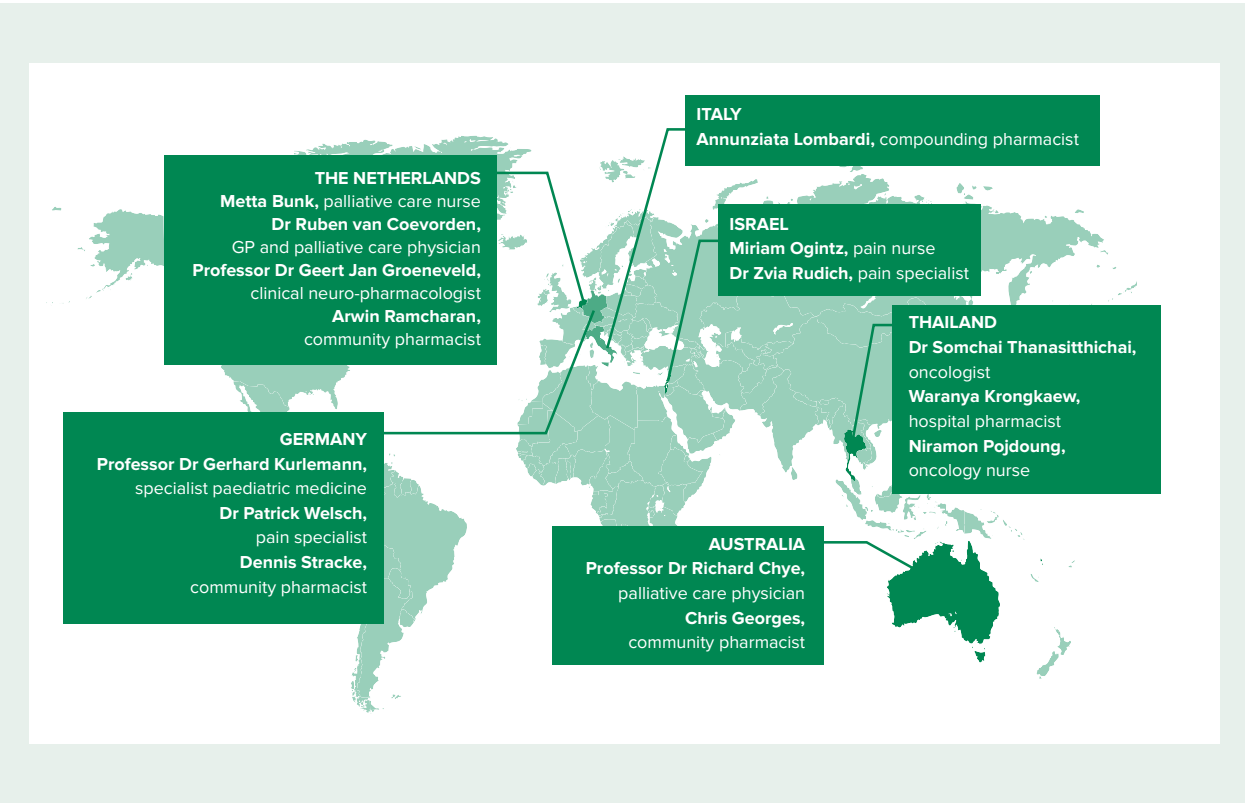 ITALY
Annunziata Lombardi, compounding pharmacist
THE NETHERLANDS
Metta Bunk, palliative care nurse
Dr Ruben van Coevorden,
GP and palliative care physician
Professor Dr Geert Jan Groeneveld,
clinical neuro-pharmacologist
Arwin Ramcharan,
community pharmacist
ISRAEL
Miriam Ogintz, pain nurse
Dr Zvia Rudich, pain specialist
THAILAND
Dr Somchai Thanasitthichai,
oncologist
Waranya Krongkaew,
hospital pharmacist
Niramon Pojdoung,
oncology nurse
GERMANY
Professor Dr Gerhard Kurlemann,
specialist paediatric medicine
Dr Patrick Welsch,
pain specialist
Dennis Stracke,
community pharmacist
AUSTRALIA
Professor Dr Richard Chye,
palliative care physician
Chris Georges,
community pharmacist